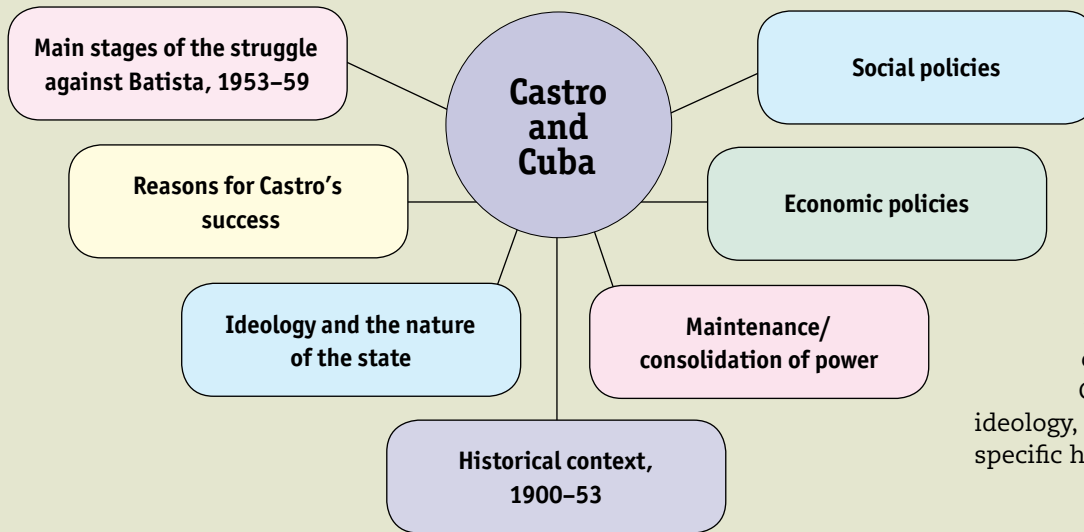 Castro
and
Cuba
Main stages of the struggle
against Batista, 1953–59
Reasons for Castro’s
success
Ideology and the nature
of the state
Historical context,
1900–53
Maintenance/
consolidation of power
Economic policies
Social policies
ideology,
specific h